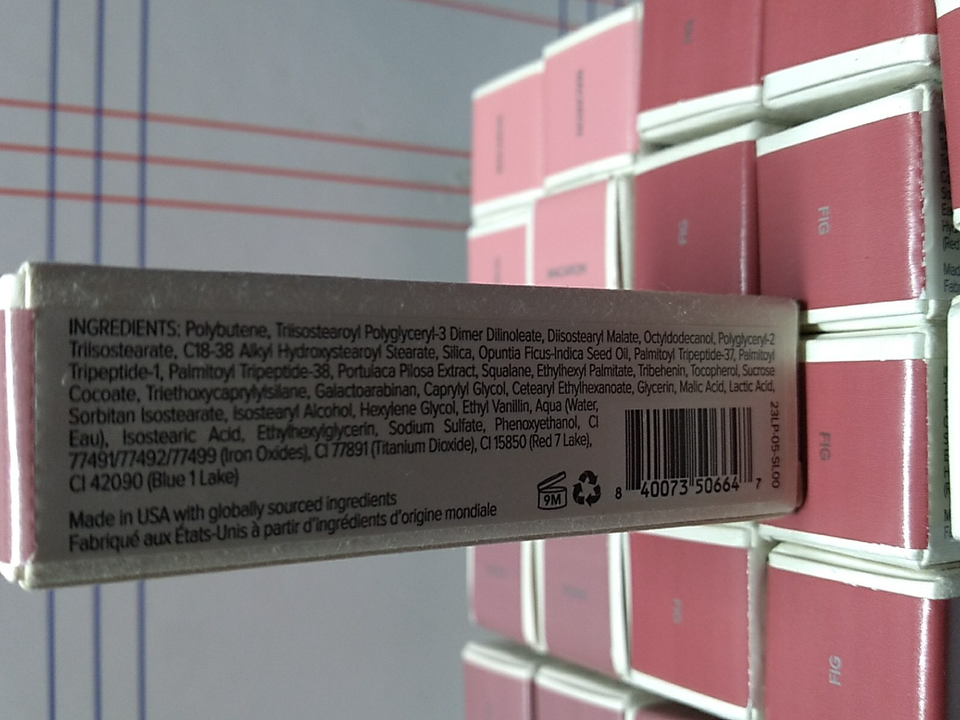 INGREDIENTS: Polybutene, Triisostearoyl Polyglyceryl-3 Dimer Dilinoleate, Diisostearyl Malate, Octyldodecanol, Polyglyceryl-2
Triisostearate, C18-38 Alkyl Hydroxystearoyl Stearate, Silica, Opuntia Ficus-Indica Seed Oil, Palmitoyl Tripeptide-37, Palmitoyl
Tripeptide-1, Palmitoyl Tripeptide-38, Portulaca Pilosa Extract, Squalane, Ethylhexyl Palmitate, Tribehenin, Tocopherol, Sucrose
Cocoate, Triethoxycaprylylsilane, Galactoarabinan, Caprylyl Glycol, Cetearyl Ethylhexanoate, Glycerin, Malic Acid, Lactic Acid,
Sorbitan Isostearate, Isostearyl Alcohol, Hexylene Glycol, Ethyl Vanillin, Aqua (Water,
Eau), Isostearic Acid, Ethylhexylglycerin, Sodium Sulfate, Phenoxyethanol, CI
77491/77492/77499 (Iron Oxides), CI 77891 (Titanium Dioxide), CI 15850 (Red 7 Lake),
CI 42090 (Blue 1 Lake)
Made in USA with globally sourced ingredients
Fabriqué aux États-Unis à partir d'ingrédients d'origine mondiale
9M
8 40073 50664 7
23LP-05-SL00
MACARON
MACARON
FIG
FIG
FIG
FIG
FIG
FIG